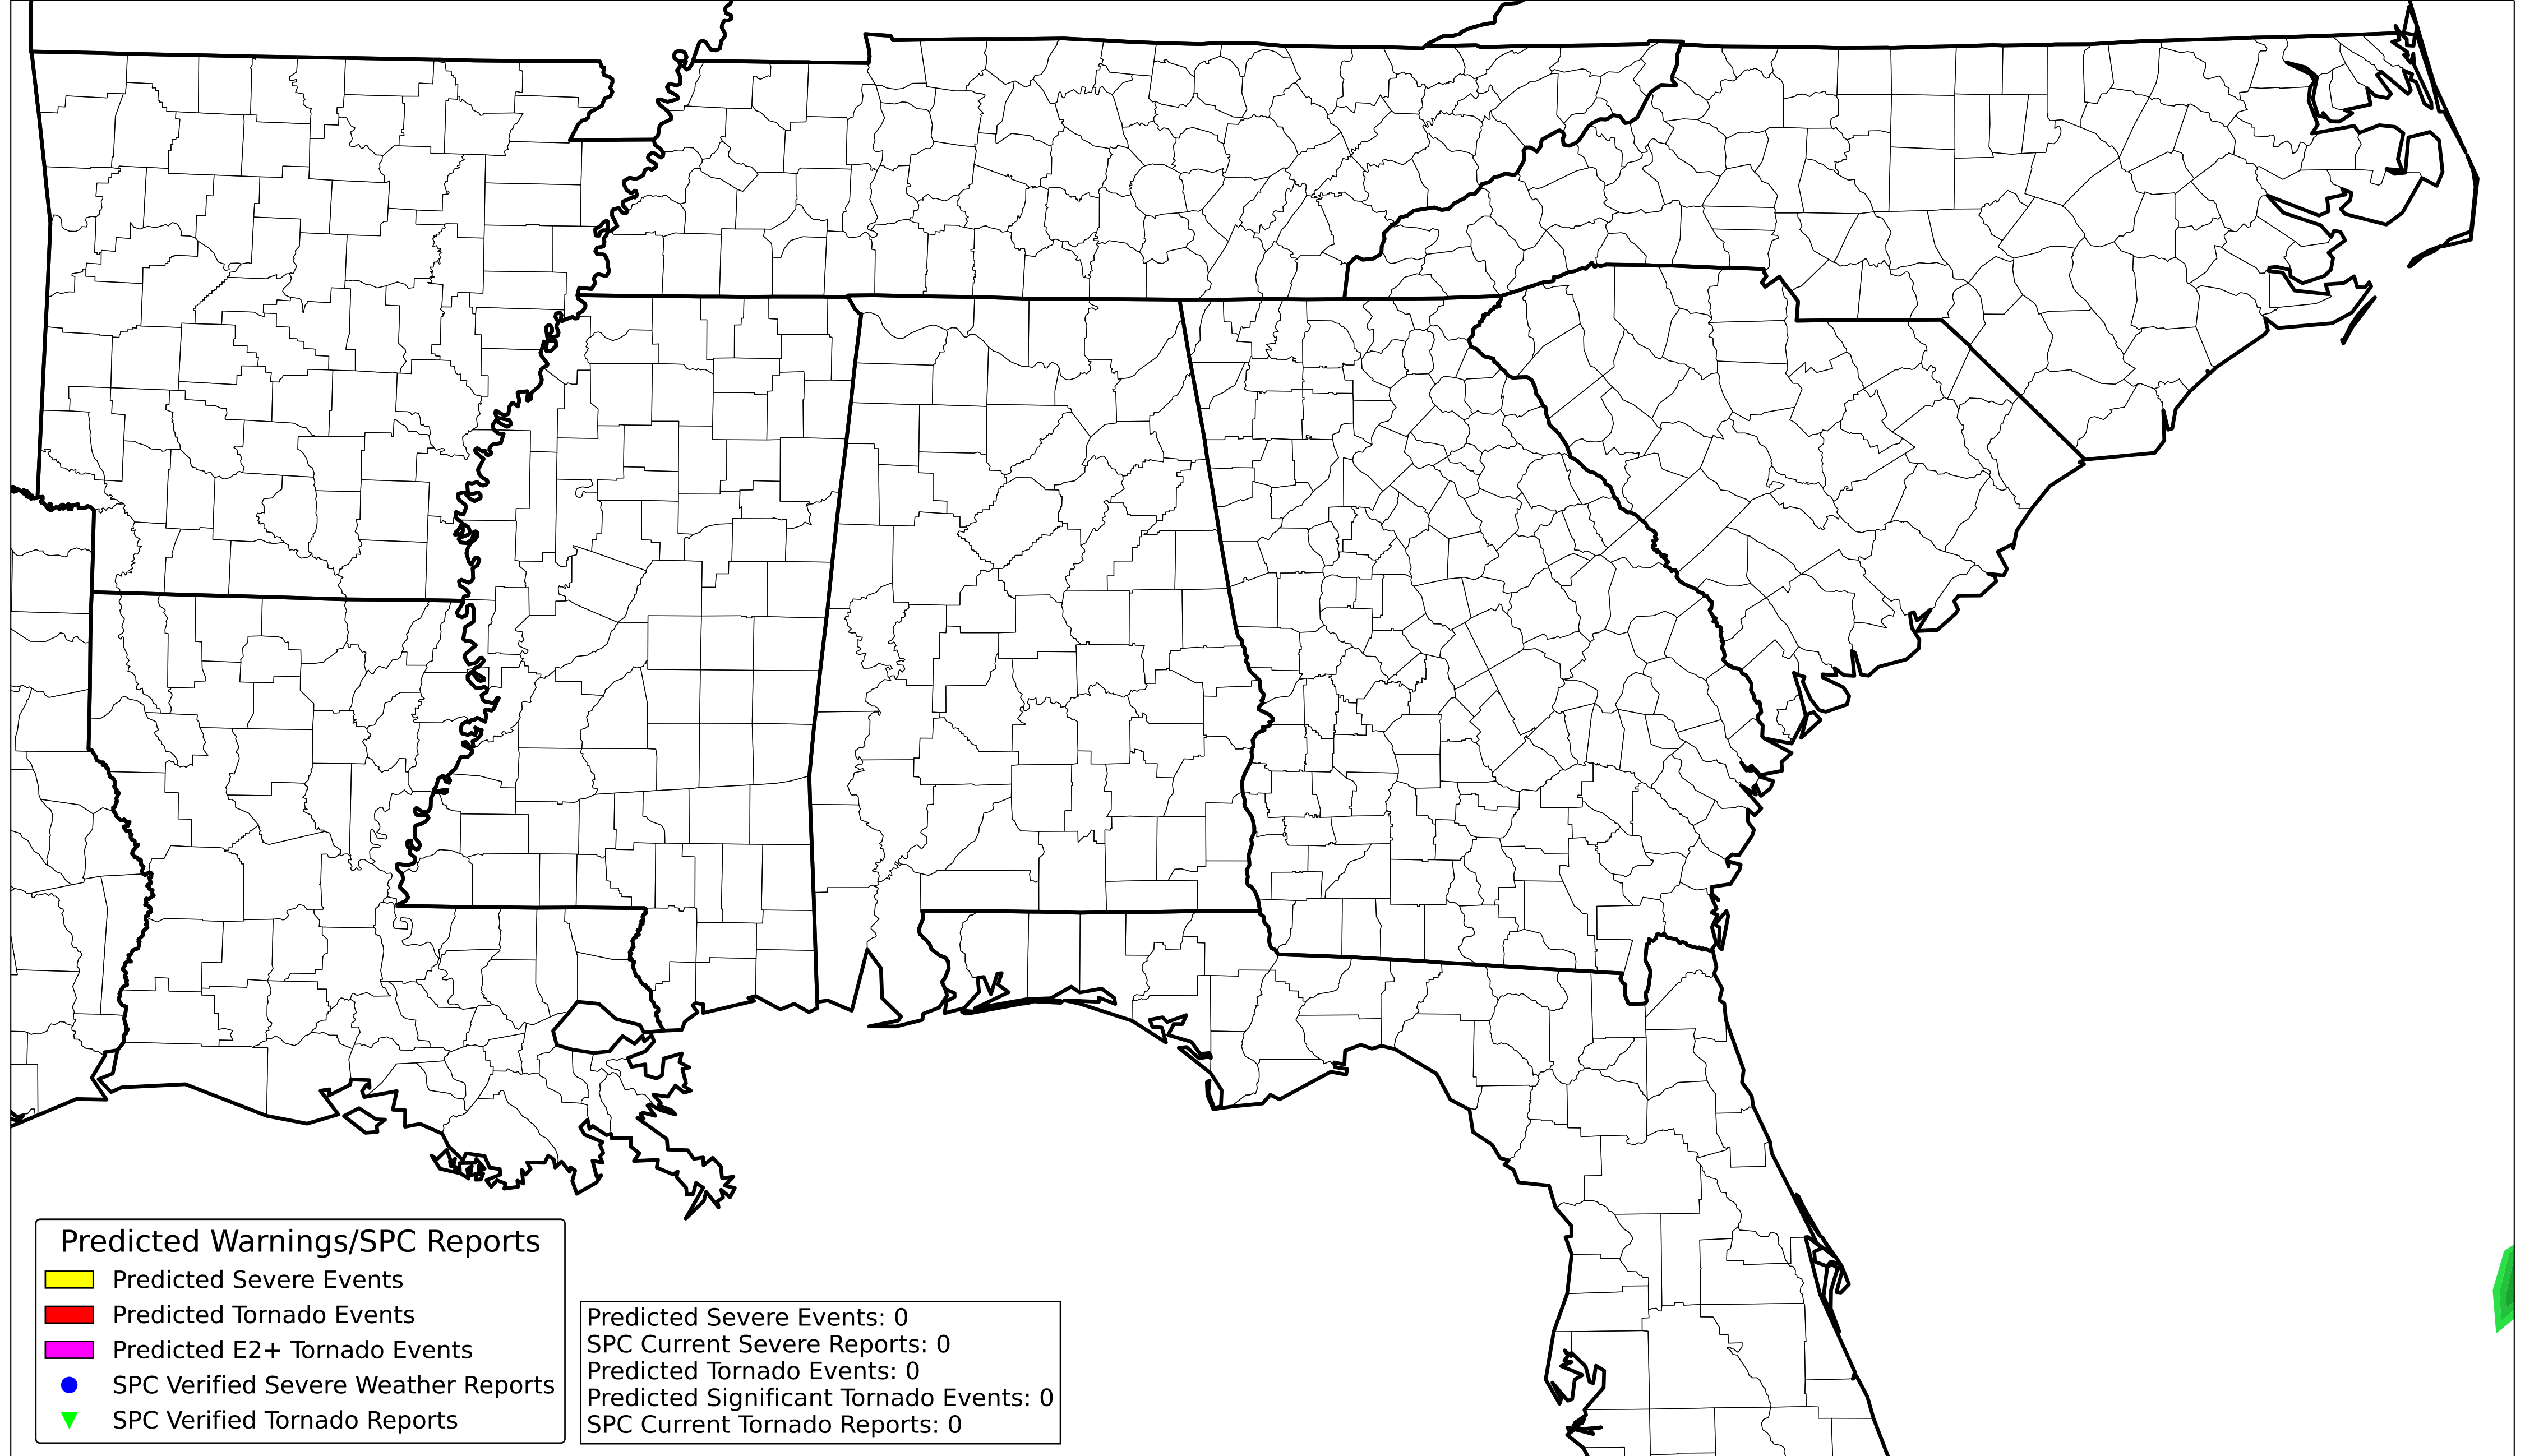 Predicted Warnings/SPC Reports
Predicted Severe Events
Predicted Tornado Events
Predicted E2+ Tornado Events
SPC Verified Severe Weather Reports
SPC Verified Tornado Reports
Predicted Severe Events: 0
SPC Current Severe Reports: 0
Predicted Tornado Events: 0
Predicted Significant Tornado Events: 0
SPC Current Tornado Reports: 0